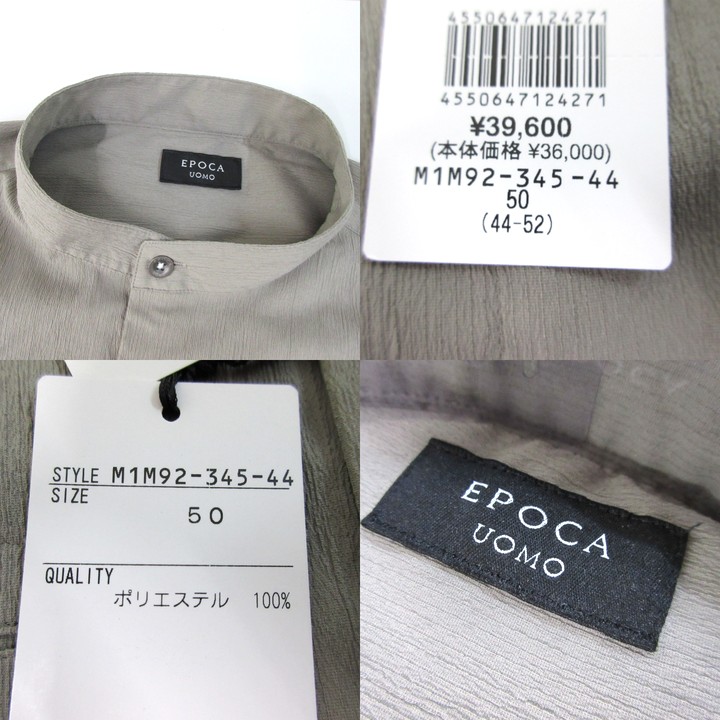 EPOCA
UOMO
4550647124271
4550647124271
¥39,600
(本体価格 ¥36,000)
M1M92-345-44
50
(44-52)
STYLE M1M92-345-44
SIZE
50
QUALITY
ポリエステル 100%
EPOCA
UOMO